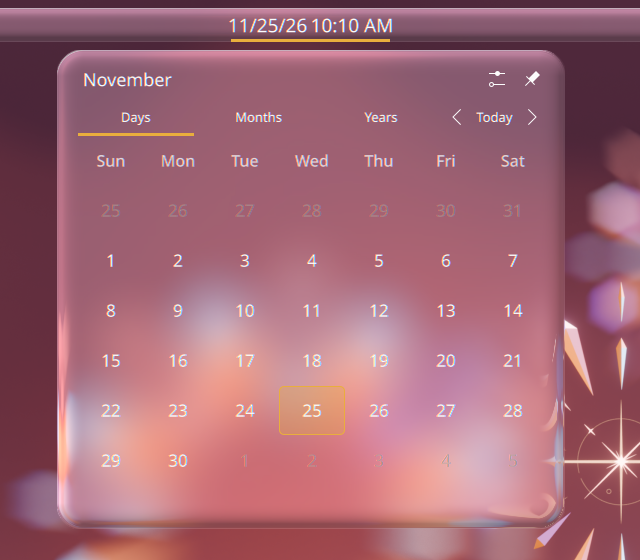 11/25/26 10:10 AM
November
Days Months Years Today
Sun Mon Tue Wed Thu Fri Sat
25 26 27 28 29 30 31
1 2 3 4 5 6 7
8 9 10 11 12 13 14
15 16 17 18 19 20 21
22 23 24 25 26 27 28
29 30 1 2 3 4 5